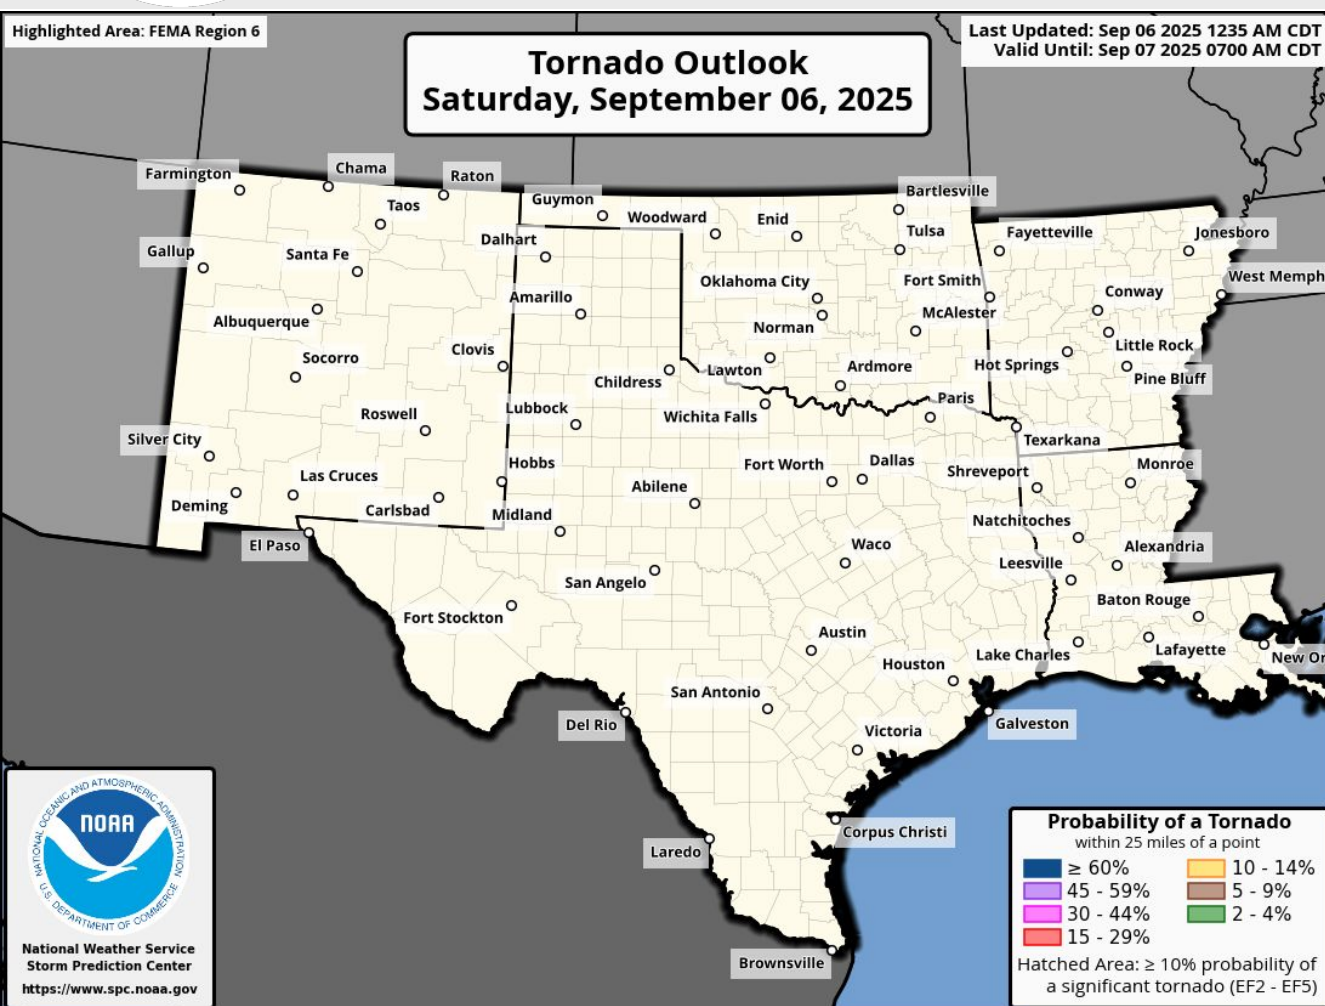 Highlighted Area: FEMA Region 6
Last Updated: Sep 06 2025 1235 AM CDT
Valid Until: Sep 07 2025 0700 AM CDT
Tornado Outlook
Saturday, September 06, 2025
Farmington
Chama
Raton
Taos
Guymon
Woodward
Enid
Bartlesville
Tulsa
Fayetteville
Jonesboro
Gallup
Santa Fe
Dalhart
Oklahoma City
Fort Smith
West Memph
Amarillo
Conway
Albuquerque
Norman
McAlester
Little Rock
Socorro
Clovis
Childress
Lawton
Ardmore
Hot Springs
Pine Bluff
Roswell
Lubbock
Wichita Falls
Paris
Texarkana
Silver City
Las Cruces
Hobbs
Abilene
Fort Worth
Dallas
Shreveport
Monroe
Deming
Carlsbad
Midland
Natchitoches
El Paso
San Angelo
Waco
Leesville
Alexandria
Fort Stockton
Austin
Baton Rouge
Houston
Lake Charles
Lafayette
New Or
Del Rio
San Antonio
Victoria
Galveston
Laredo
Corpus Christi
Brownsville
NATIONAL OCEANIC AND ATMOSPHERIC ADMINISTRATION
NOAA
U.S. DEPARTMENT OF COMMERCE
National Weather Service
Storm Prediction Center
https://www.spc.noaa.gov
Probability of a Tornado
within 25 miles of a point
≥ 60%
10 - 14%
45 - 59%
5 - 9%
30 - 44%
2 - 4%
15 - 29%
Hatched Area: ≥ 10% probability of
a significant tornado (EF2 - EF5)